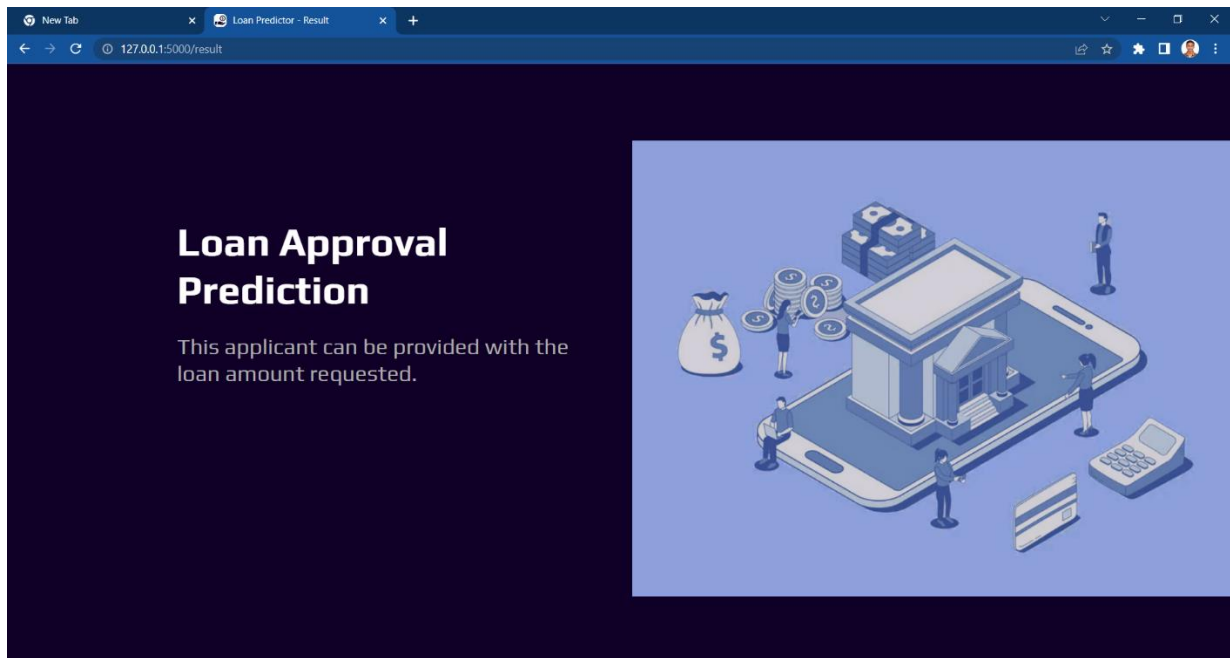 New Tab
Loan Predictor - Result
127.0.0.1:5000/result
Loan Approval
Prediction
This applicant can be provided with the
loan amount requested.
$